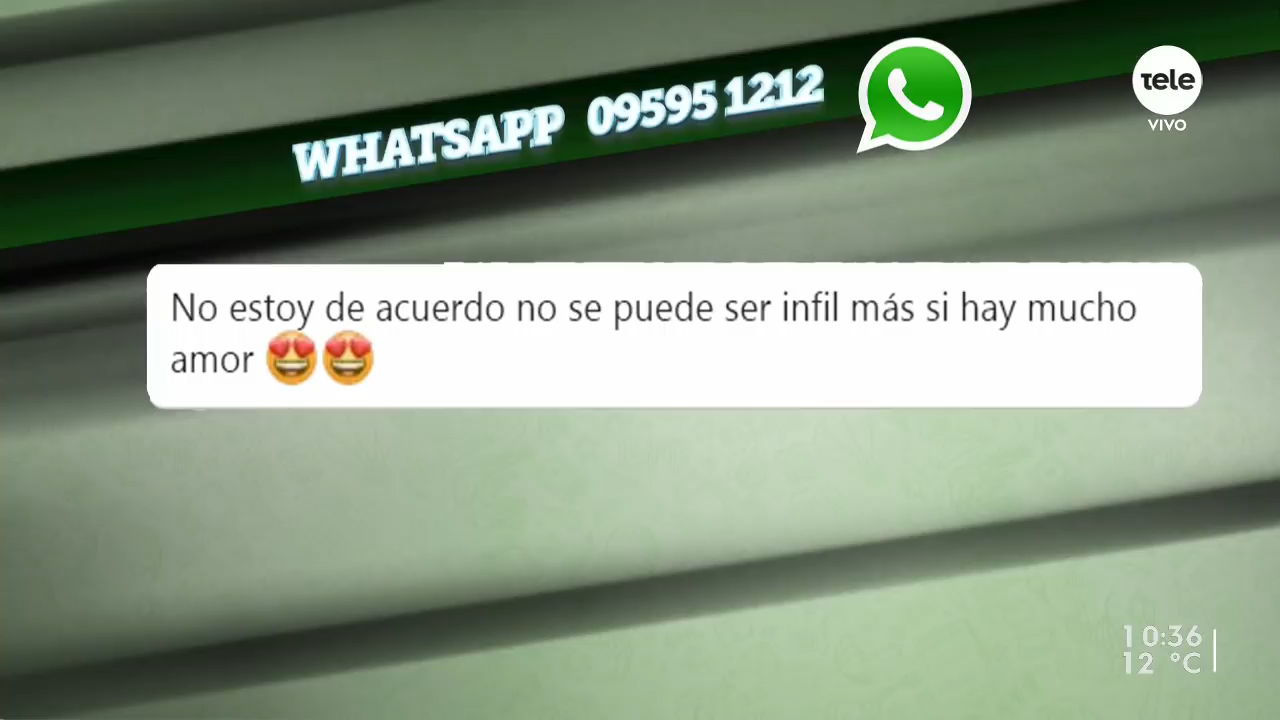 WHATSAPP 09595 1212
tele
VIVO
No estoy de acuerdo no se puede ser infil más si hay mucho
amor 😍😍
10:36
12 °C